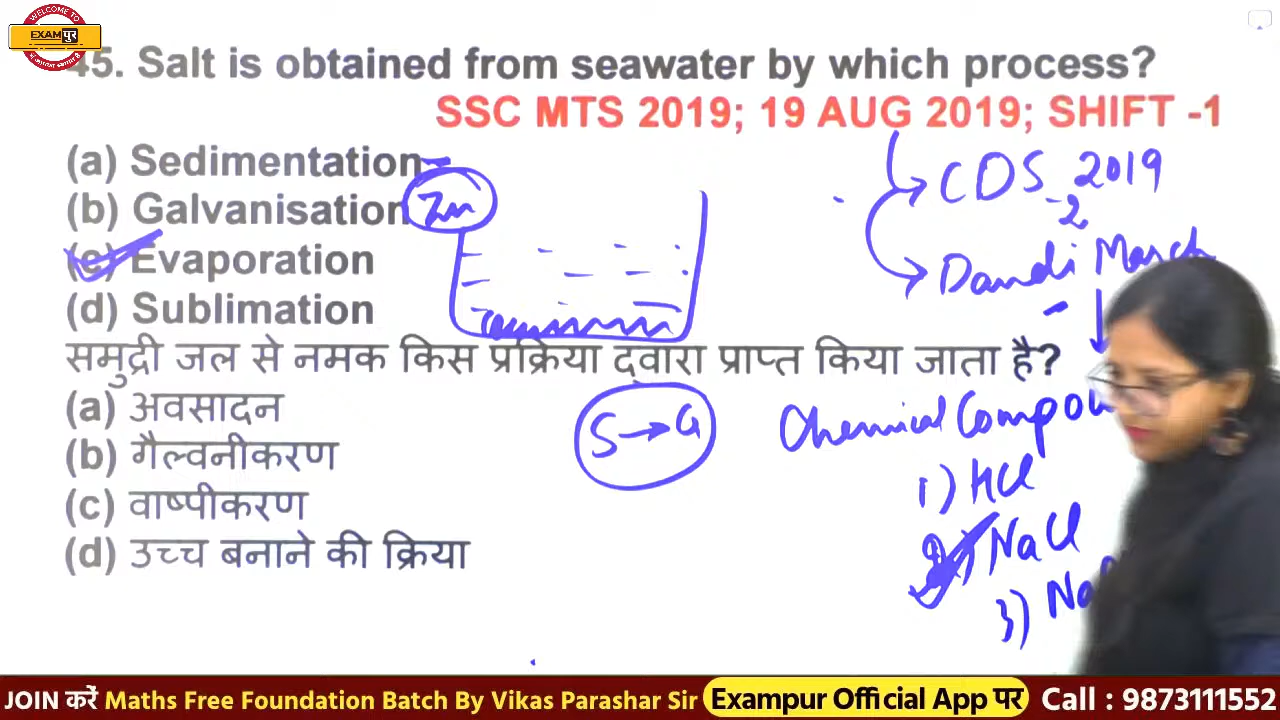 WELCOME TO
EXAMपुर
45. Salt is obtained from seawater by which process?
SSC MTS 2019; 19 AUG 2019; SHIFT -1
(a) Sedimentation
(b) Galvanisation
Zn
(c) Evaporation
(d) Sublimation
CDS 2019
-2
Dandi March
समुद्री जल से नमक किस प्रक्रिया द्वारा प्राप्त किया जाता है?
(a) अवसादन
(b) गैल्वनीकरण
(c) वाष्पीकरण
(d) उच्च बनाने की क्रिया
S → G
Chemical
1) HCl
2) NaCl
3)
JOIN करें Maths Free Foundation Batch By Vikas Parashar Sir Exampur Official App पर Call : 9873111552